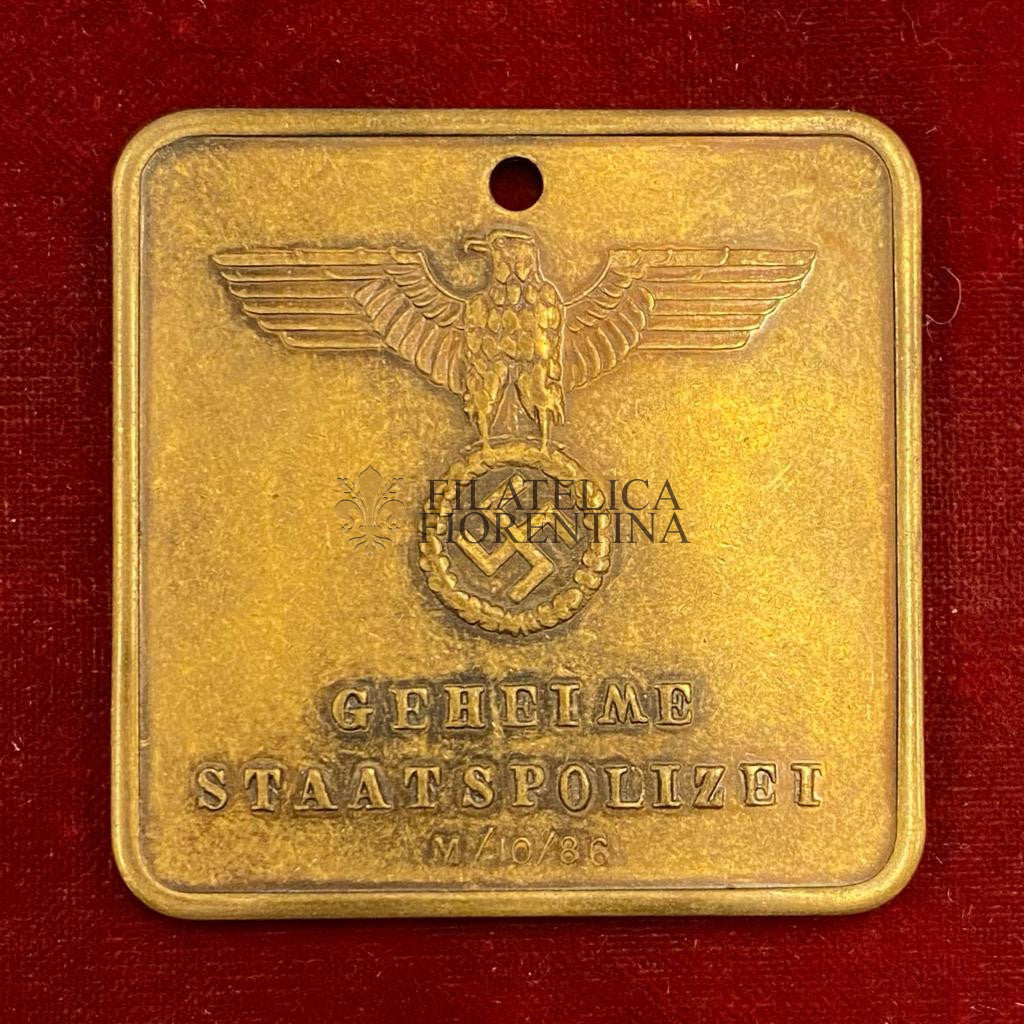 FILATELICA
FIORENTINA
GEHEIME
STAATSPOLIZEI
M/10/86